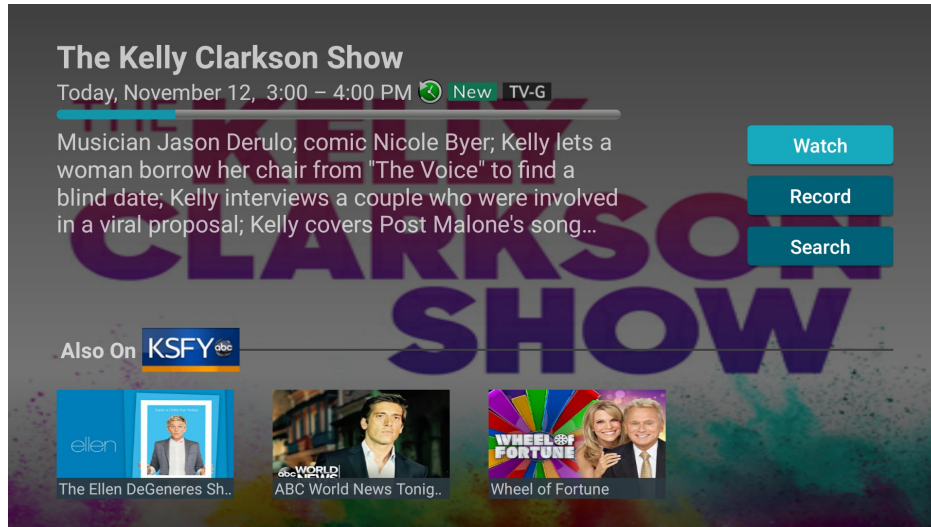 The Kelly Clarkson Show
Today, November 12, 3:00 – 4:00 PM New TV-G
Musician Jason Derulo; comic Nicole Byer; Kelly lets a
woman borrow her chair from "The Voice" to find a
blind date; Kelly interviews a couple who were involved
in a viral proposal; Kelly covers Post Malone's song...
Watch
Record
Search
THE
KELLY
CLARKSON
SHOW
Also On KSFY abc
ellen
abc WORLD
NEWS
WHEEL OF
FORTUNE
The Ellen DeGeneres Sh..
ABC World News Tonig..
Wheel of Fortune